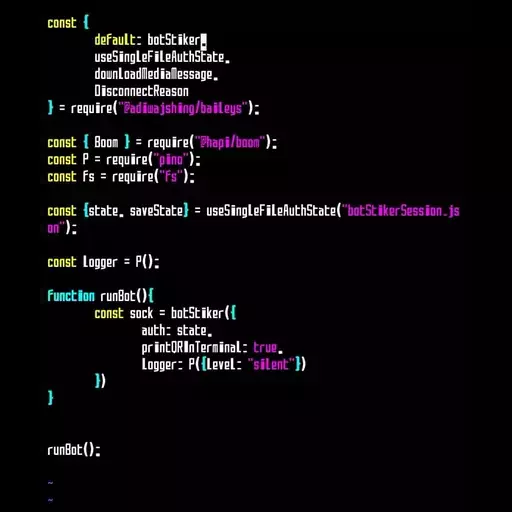 const {
default: botStiker,
useSingleFileAuthState,
downloadMediaMessage,
DisconnectReason
} = require("@adiwajshing/baileys");
const { Boom } = require("@hapi/boom");
const P = require("pino");
const fs = require("fs");
const {state, saveState} = useSingleFileAuthState("botStikerSession.js
on");
const Logger = P();
function runBot(){
const sock = botStiker({
auth: state,
printQRInTerminal: true,
Logger: P({level: "silent"})
})
}
runBot();
~
~